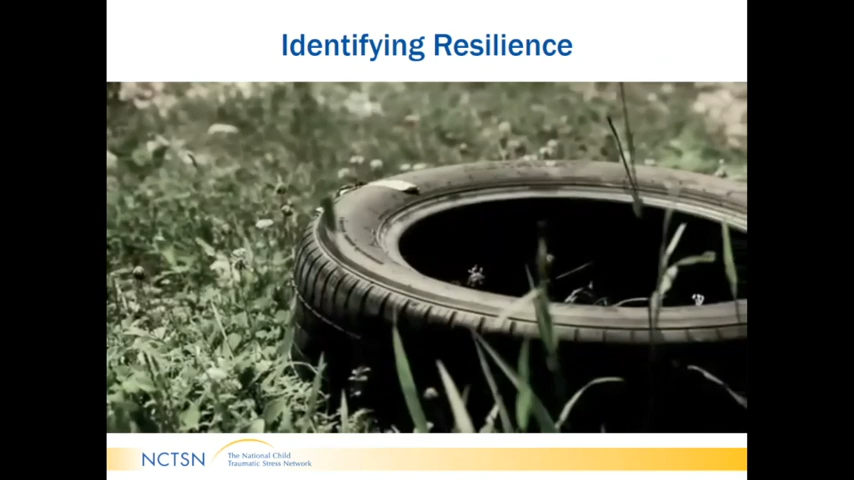 Identifying Resilience
NCTSN
The National Child
Traumatic Stress Network